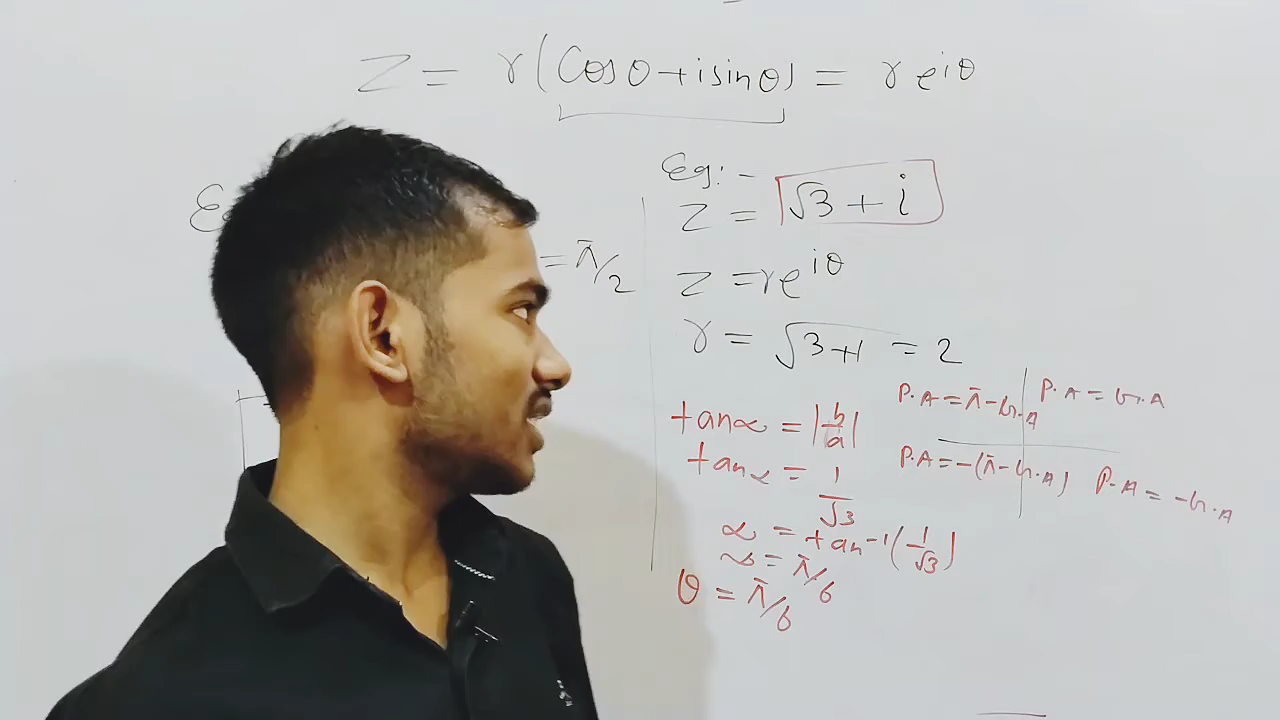 Z = r(Cosθ+isinθ) = re^{iθ}
= π/2
Eg:-
Z = √3 + i
Z = re^{iθ}
r = √3+1 = 2
tanα = |b/a|
tanα = 1/√3
α = tan⁻¹(1/√3)
α = π/6
θ = π/6
P.A = π-G.A
P.A = G.A
P.A = -(π-G.A)
P.A = -G.A